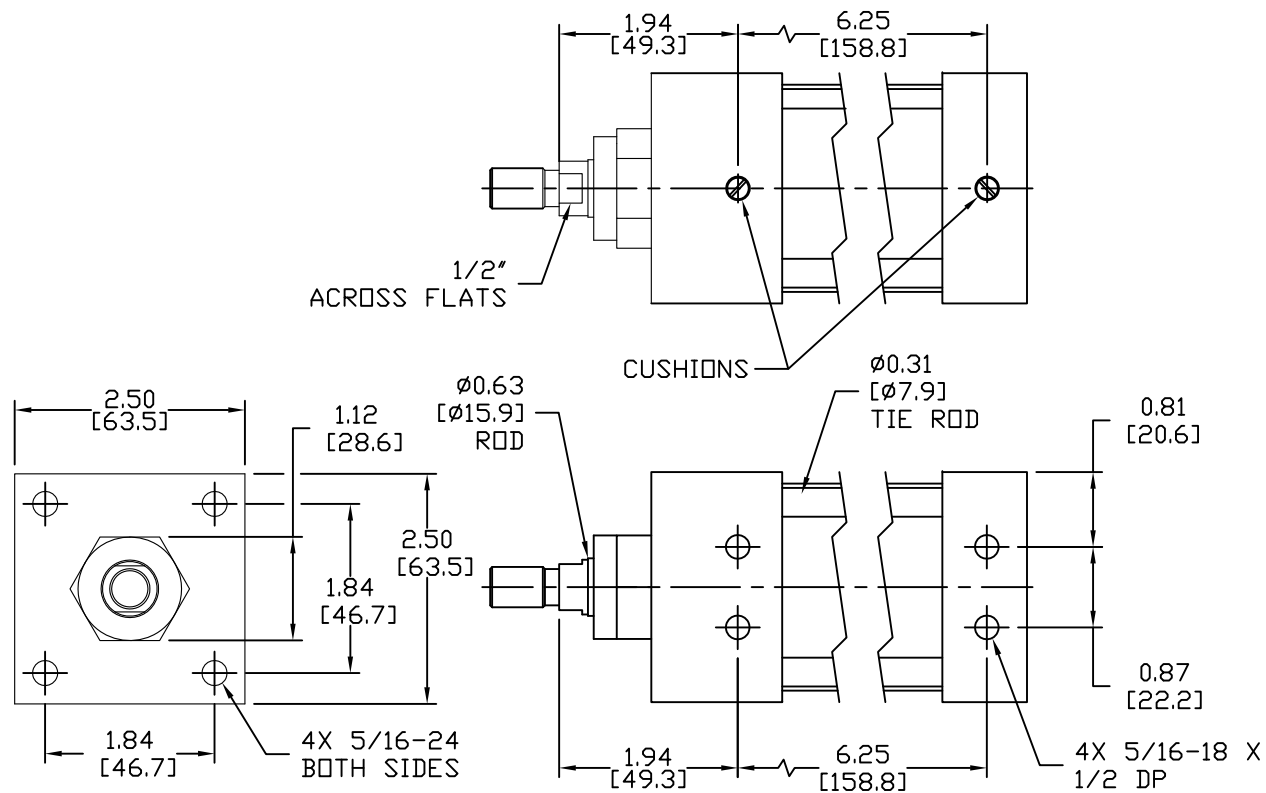 1.94
[49.3]
6.25
[158.8]
1/2"
ACROSS FLATS
CUSHIONS
Ø0.31
[Ø7.9]
TIE ROD
Ø0.63
[Ø15.9]
ROD
2.50
[63.5]
1.12
[28.6]
0.81
[20.6]
2.50
[63.5]
1.84
[46.7]
0.87
[22.2]
1.84
[46.7]
4X 5/16-24
BOTH SIDES
1.94
[49.3]
6.25
[158.8]
4X 5/16-18 X
1/2 DP